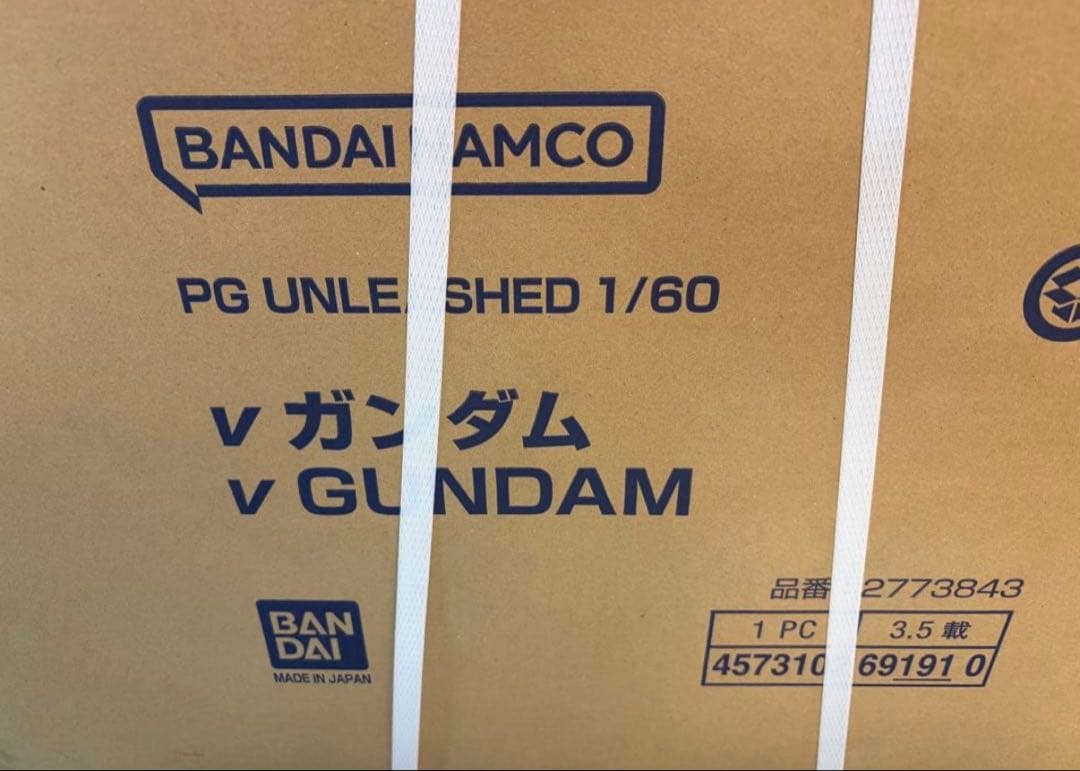 BANDAI NAMCO
PG UNLEASHED 1/60
ν ガンダム
ν GUNDAM
BAN
DAI
MADE IN JAPAN
品番 2773843
1 PC 3.5 載
457310 69191 0